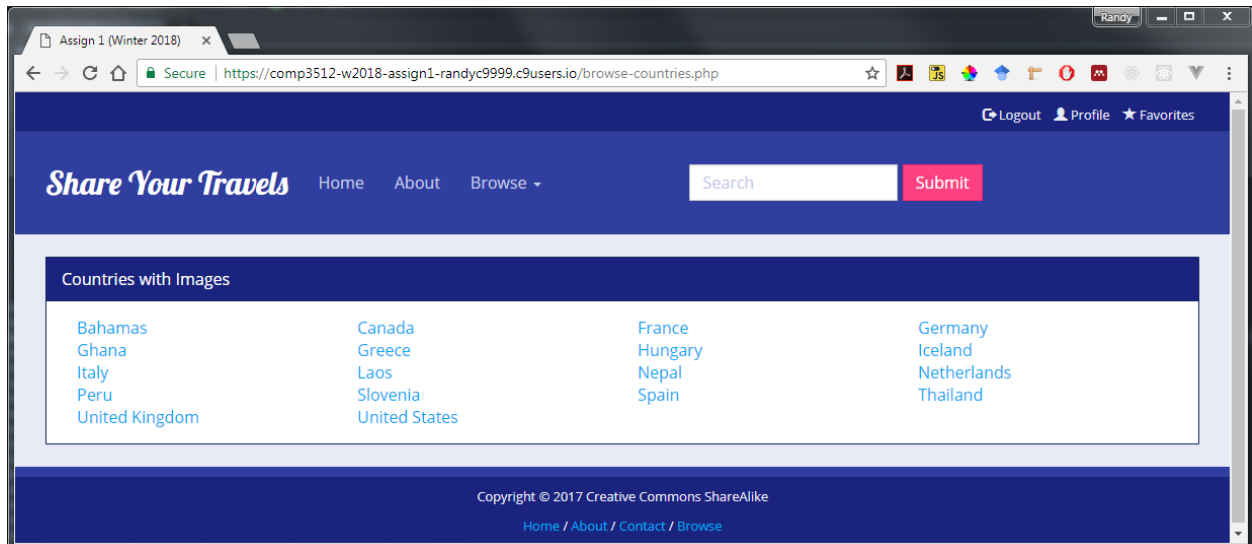 Randy
Assign 1 (Winter 2018)
Secure https://comp3512-w2018-assign1-randyc9999.c9users.io/browse-countries.php JS
Logout Profile Favorites
Share Your Travels Home About Browse Search Submit
Countries with Images
Bahamas Canada France Germany
Ghana Greece Hungary Iceland
Italy Laos Nepal Netherlands
Peru Slovenia Spain Thailand
United Kingdom United States
Copyright © 2017 Creative Commons ShareAlike
Home / About / Contact / Browse